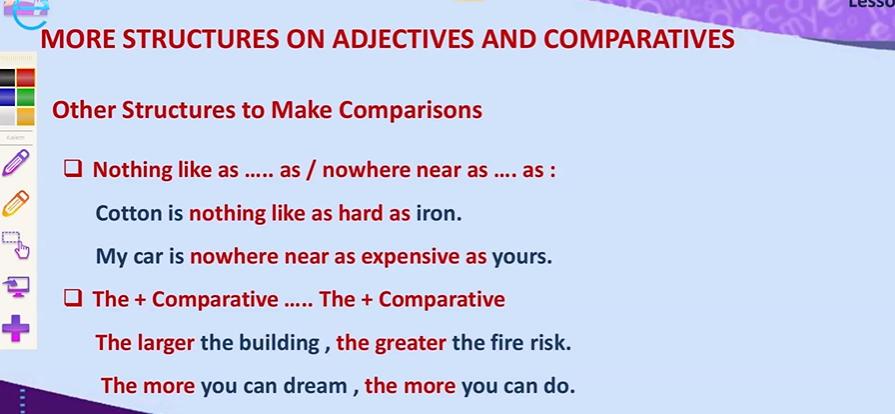 Lesso
MORE STRUCTURES ON ADJECTIVES AND COMPARATIVES
Other Structures to Make Comparisons
❑ Nothing like as ..... as / nowhere near as .... as :
Cotton is nothing like as hard as iron.
My car is nowhere near as expensive as yours.
❑ The + Comparative ..... The + Comparative
The larger the building , the greater the fire risk.
The more you can dream , the more you can do.